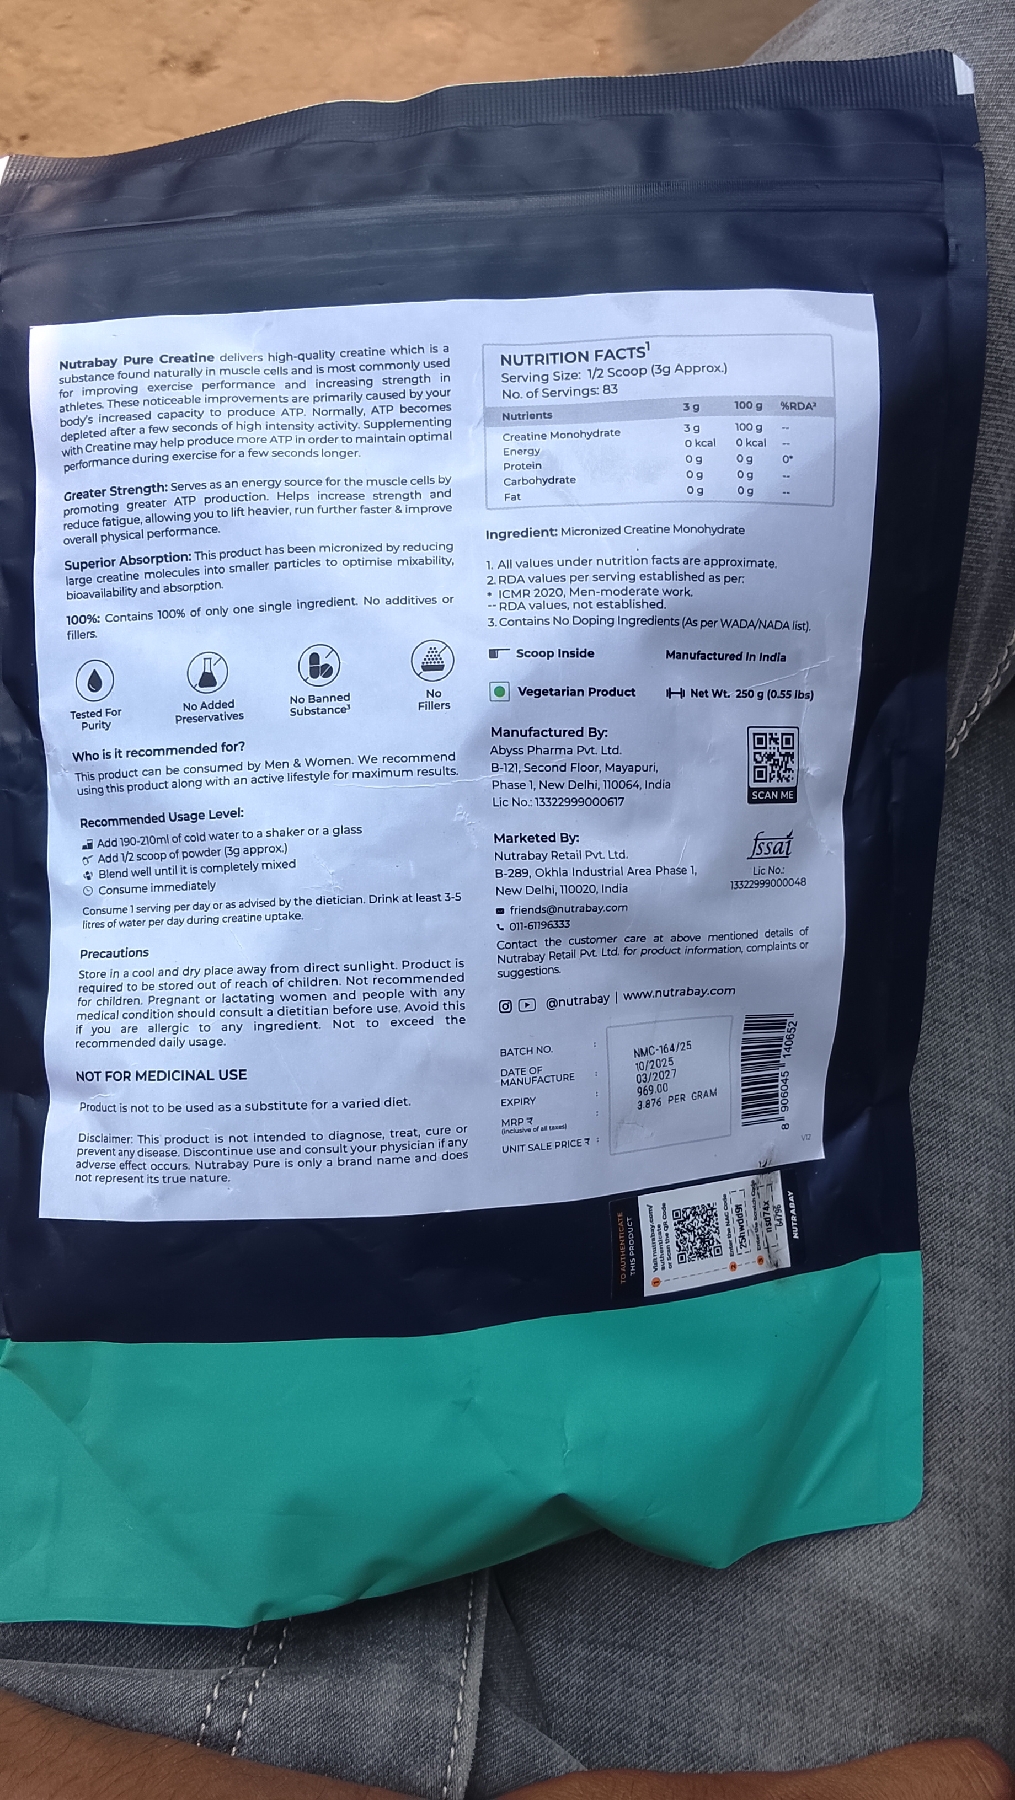 Nutrabay Pure Creatine delivers high-quality creatine which is a
substance found naturally in muscle cells and is most commonly used
for improving exercise performance and increasing strength in
athletes. These noticeable improvements are primarily caused by your
body's increased capacity to produce ATP. Normally, ATP becomes
depleted after a few seconds of high intensity activity. Supplementing
with Creatine may help produce more ATP in order to maintain optimal
performance during exercise for a few seconds longer.
Greater Strength: Serves as an energy source for the muscle cells by
promoting greater ATP production. Helps increase strength and
reduce fatigue, allowing you to lift heavier, run further faster & improve
overall physical performance.
Superior Absorption: This product has been micronized by reducing
large creatine molecules into smaller particles to optimise mixability,
bioavailability and absorption.
100%: Contains 100% of only one single ingredient. No additives or
fillers.
Tested For
Purity
No Added
Preservatives
No Banned
Substance³
No
Fillers
Who is it recommended for?
This product can be consumed by Men & Women. We recommend
using this product along with an active lifestyle for maximum results.
Recommended Usage Level:
Add 190-210ml of cold water to a shaker or a glass
Add 1/2 scoop of powder (3g approx.)
Blend well until it is completely mixed
Consume immediately
Consume 1 serving per day or as advised by the dietician. Drink at least 3-5
litres of water per day during creatine uptake.
Precautions
Store in a cool and dry place away from direct sunlight. Product is
required to be stored out of reach of children. Not recommended
for children. Pregnant or lactating women and people with any
medical condition should consult a dietitian before use. Avoid this
if you are allergic to any ingredient. Not to exceed the
recommended daily usage.
NOT FOR MEDICINAL USE
Product is not to be used as a substitute for a varied diet.
Disclaimer: This product is not intended to diagnose, treat, cure or
prevent any disease. Discontinue use and consult your physician if any
adverse effect occurs. Nutrabay Pure is only a brand name and does
not represent its true nature.
NUTRITION FACTS¹
Serving Size: 1/2 Scoop (3g Approx.)
No. of Servings: 83
Nutrients 3 g 100 g %RDA²
Creatine Monohydrate 3 g 100 g --
Energy 0 kcal 0 kcal --
Protein 0 g 0 g 0*
Carbohydrate 0 g 0 g --
Fat 0 g 0 g --
Ingredient: Micronized Creatine Monohydrate
1. All values under nutrition facts are approximate.
2. RDA values per serving established as per:
* ICMR 2020, Men-moderate work.
-- RDA values, not established.
3. Contains No Doping Ingredients (As per WADA/NADA list).
Scoop Inside Manufactured In India
Vegetarian Product Net Wt. 250 g (0.55 lbs)
Manufactured By:
Abyss Pharma Pvt. Ltd.
B-121, Second Floor, Mayapuri,
Phase 1, New Delhi, 110064, India
Lic No.: 13322999000617
SCAN ME
Marketed By:
Nutrabay Retail Pvt. Ltd.
B-289, Okhla Industrial Area Phase 1,
New Delhi, 110020, India
fssai
Lic No.:
13322999000048
friends@nutrabay.com
011-61196333
Contact the customer care at above mentioned details of
Nutrabay Retail Pvt. Ltd. for product information, complaints or
suggestions.
@nutrabay | www.nutrabay.com
BATCH NO. : NMC-164/25
DATE OF
MANUFACTURE : 10/2025
EXPIRY : 03/2027
MRP ₹ : 969.00
(inclusive of all taxes)
UNIT SALE PRICE ₹ : 3.876 PER GRAM
8 906045 140652
V12
TO AUTHENTICATE
THIS PRODUCT
1 Visit nutrabay.com/
authenticate
or Scan the QR Code
2 Enter the NAC Code
3 Enter the Scratch Code
NUTRABAY